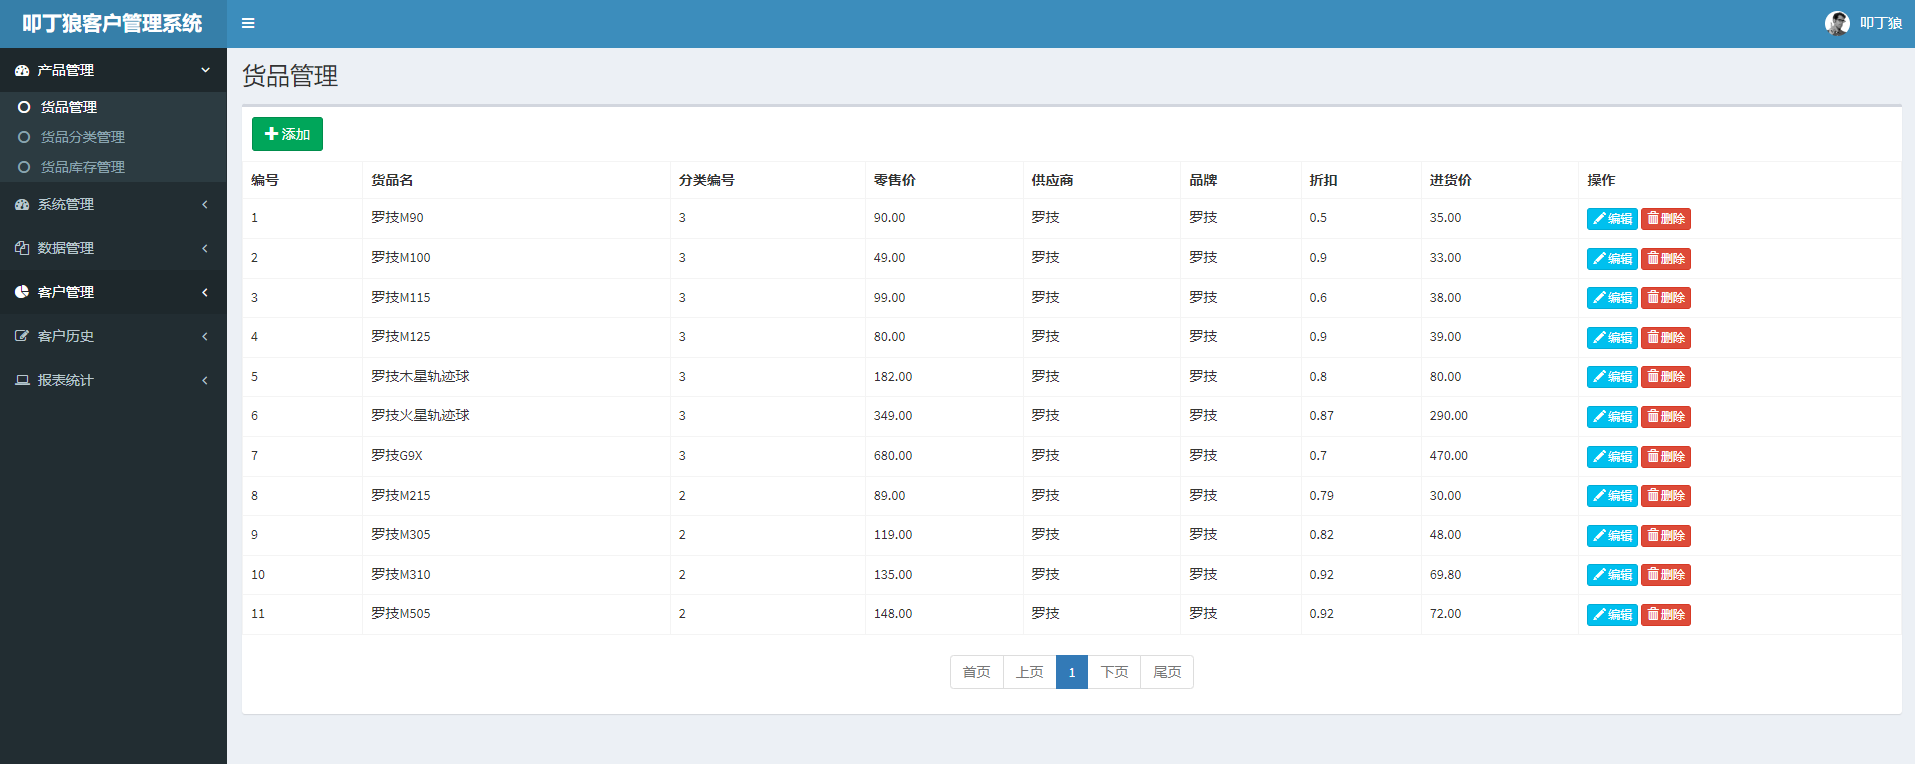 叩丁狼客户管理系统
叩丁狼
产品管理
货品管理
货品分类管理
货品库存管理
系统管理
数据管理
客户管理
客户历史
报表统计
货品管理
添加
编号 货品名 分类编号 零售价 供应商 品牌 折扣 进货价 操作
1 罗技M90 3 90.00 罗技 罗技 0.5 35.00 编辑 删除
2 罗技M100 3 49.00 罗技 罗技 0.9 33.00 编辑 删除
3 罗技M115 3 99.00 罗技 罗技 0.6 38.00 编辑 删除
4 罗技M125 3 80.00 罗技 罗技 0.9 39.00 编辑 删除
5 罗技木星轨迹球 3 182.00 罗技 罗技 0.8 80.00 编辑 删除
6 罗技火星轨迹球 3 349.00 罗技 罗技 0.87 290.00 编辑 删除
7 罗技G9X 3 680.00 罗技 罗技 0.7 470.00 编辑 删除
8 罗技M215 2 89.00 罗技 罗技 0.79 30.00 编辑 删除
9 罗技M305 2 119.00 罗技 罗技 0.82 48.00 编辑 删除
10 罗技M310 2 135.00 罗技 罗技 0.92 69.80 编辑 删除
11 罗技M505 2 148.00 罗技 罗技 0.92 72.00 编辑 删除
首页 上页 1 下页 尾页